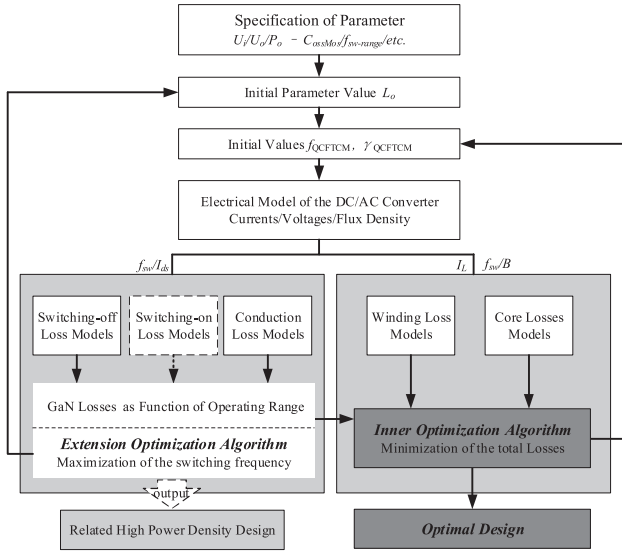 Specification of Parameter
Ui/Uo/Po - CossMos/fsw-range/etc.
Initial Parameter Value Lo
Initial Values fQCFTCM, γQCFTCM
Electrical Model of the DC/AC Converter
Currents/Voltages/Flux Density
fsw/Ids
IL fsw/B
Switching-off
Loss Models
Switching-on
Loss Models
Conduction
Loss Models
Winding Loss
Models
Core Losses
Models
GaN Losses as Function of Operating Range
Extension Optimization Algorithm
Maximization of the switching frequency
Inner Optimization Algorithm
Minimization of the total Losses
output
Related High Power Density Design
Optimal Design